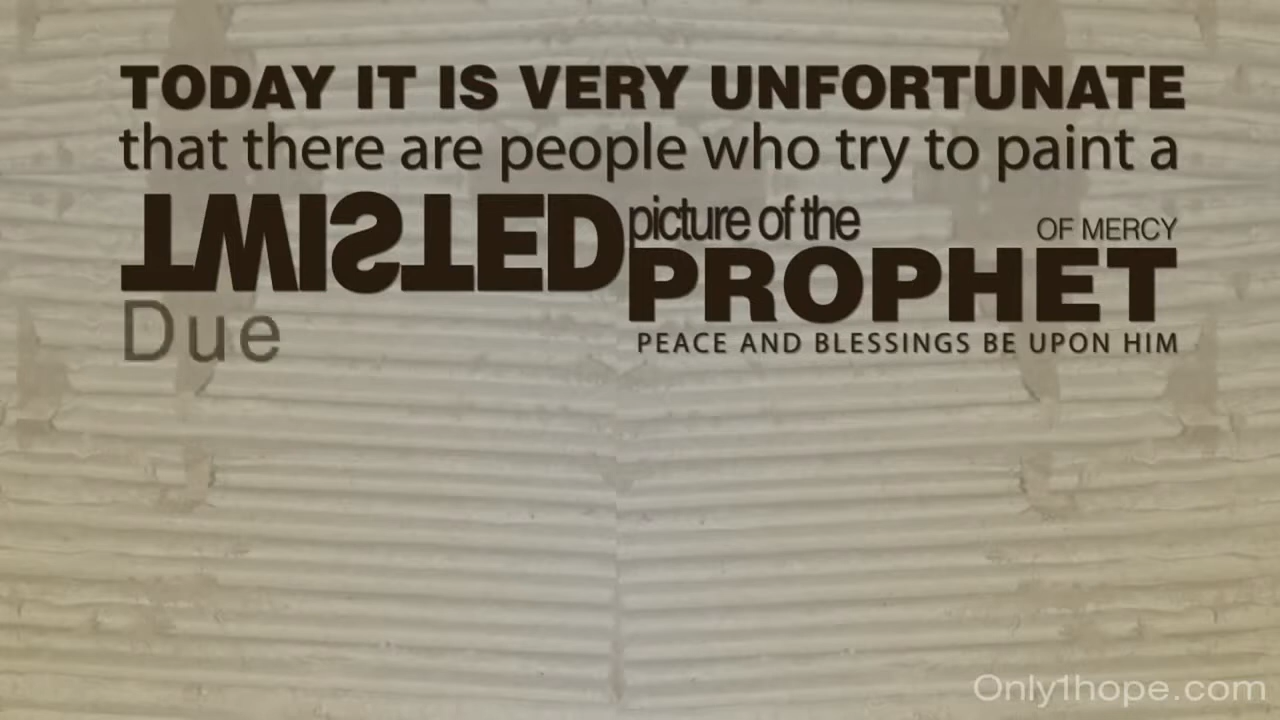 TODAY IT IS VERY UNFORTUNATE
that there are people who try to paint a
TWISTED picture of the
PROPHET OF MERCY
PEACE AND BLESSINGS BE UPON HIM
Due
Only1hope.com